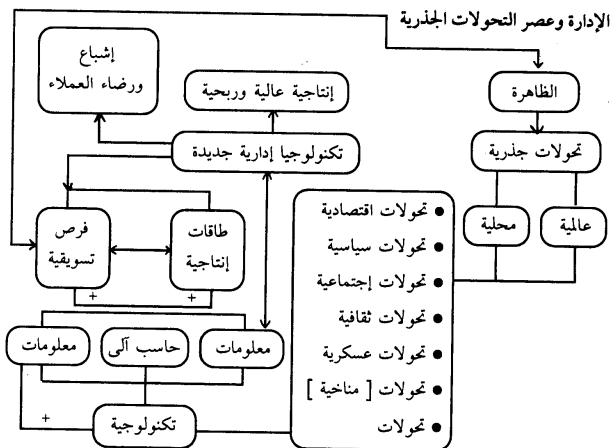 الإدارة وعصر التحولات الجذرية
الظاهرة
تحولات جذرية
عالمية
محلية
● تحولات اقتصادية
● تحولات سياسية
● تحولات إجتماعية
● تحولات ثقافية
● تحولات عسكرية
● تحولات [ مناخية ]
● تحولات
إشباع
ورضاء العملاء
إنتاجية عالية وربحية
تكنولوجيا إدارية جديدة
طاقات
إنتاجية
فرص
تسويقية
+
+
معلومات
حاسب آلى
معلومات
+
تكنولوجية